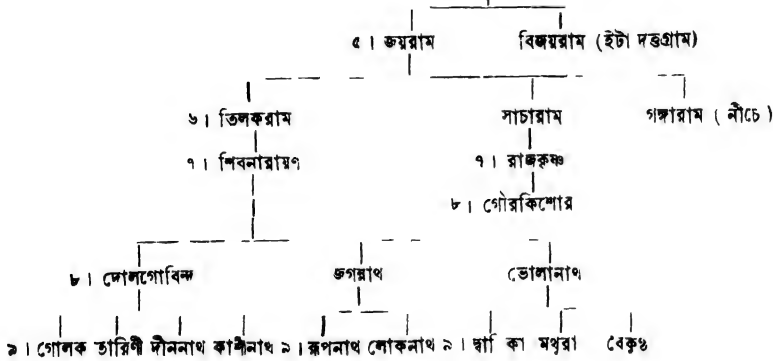 ৫। জয়রাম বিজয়রাম (ইটা দত্তগ্রাম)
৬। তিলকরাম সাচারাম গঙ্গারাম ( নীচে )
৭। শিবনারায়ণ ৭। রাজকৃষ্ণ
৮। গৌরকিশোর
৮। দোলগোবিন্দ জগন্নাথ ভোলানাথ
৯। গোলক তারিণী দীননাথ কাশীনাথ ৯। রূপনাথ লোকনাথ ৯। দ্বা কা মথুরা বৈকুণ্ঠ